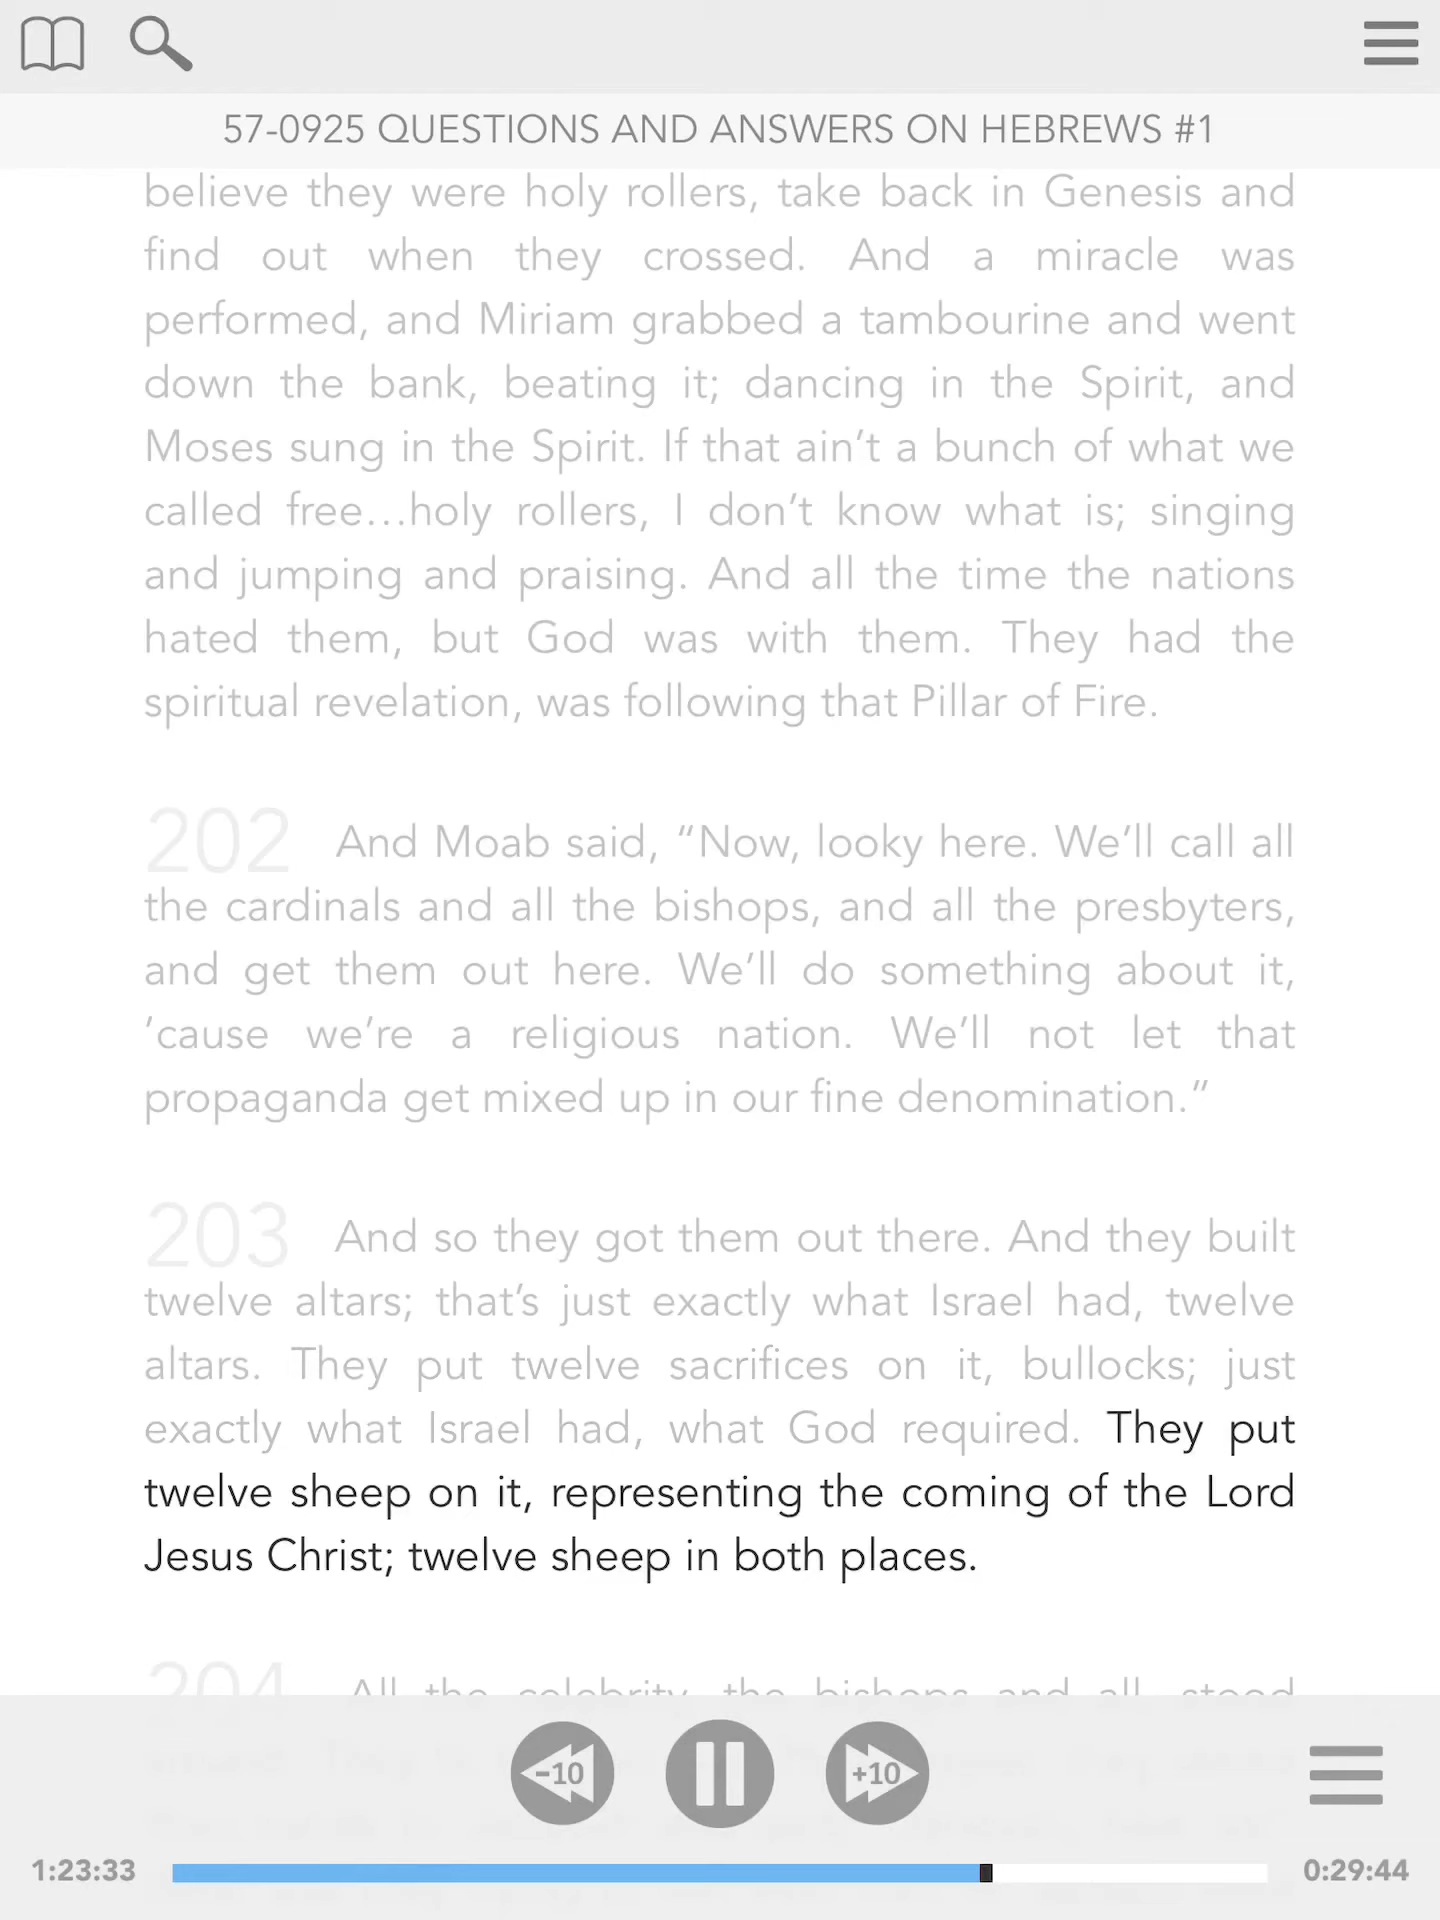 57-0925 QUESTIONS AND ANSWERS ON HEBREWS #1
believe they were holy rollers, take back in Genesis and
find out when they crossed. And a miracle was
performed, and Miriam grabbed a tambourine and went
down the bank, beating it; dancing in the Spirit, and
Moses sung in the Spirit. If that ain’t a bunch of what we
called free…holy rollers, I don’t know what is; singing
and jumping and praising. And all the time the nations
hated them, but God was with them. They had the
spiritual revelation, was following that Pillar of Fire.
202 And Moab said, “Now, looky here. We’ll call all
the cardinals and all the bishops, and all the presbyters,
and get them out here. We’ll do something about it,
’cause we’re a religious nation. We’ll not let that
propaganda get mixed up in our fine denomination.”
203 And so they got them out there. And they built
twelve altars; that’s just exactly what Israel had, twelve
altars. They put twelve sacrifices on it, bullocks; just
exactly what Israel had, what God required. They put
twelve sheep on it, representing the coming of the Lord
Jesus Christ; twelve sheep in both places.
204 All the celebrity, the bishops and all, stood
-10 +10
1:23:33 0:29:44